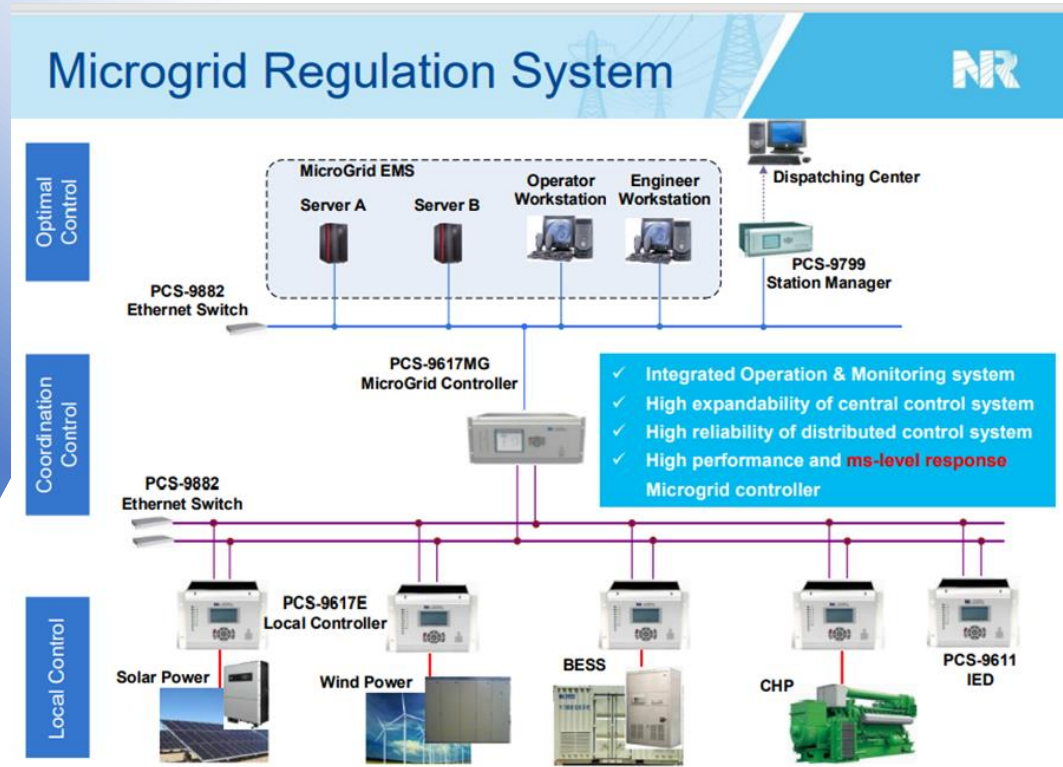 Microgrid Regulation System
NR
Optimal
Control
MicroGrid EMS
Server A
Server B
Operator
Workstation
Engineer
Workstation
Dispatching Center
PCS-9799
Station Manager
PCS-9882
Ethernet Switch
Coordination
Control
PCS-9617MG
MicroGrid Controller
✓ Integrated Operation & Monitoring system
✓ High expandability of central control system
✓ High reliability of distributed control system
✓ High performance and ms-level response
Microgrid controller
PCS-9882
Ethernet Switch
Local Control
PCS-9617E
Local Controller
PCS-9611
IED
Solar Power
Wind Power
BESS
CHP